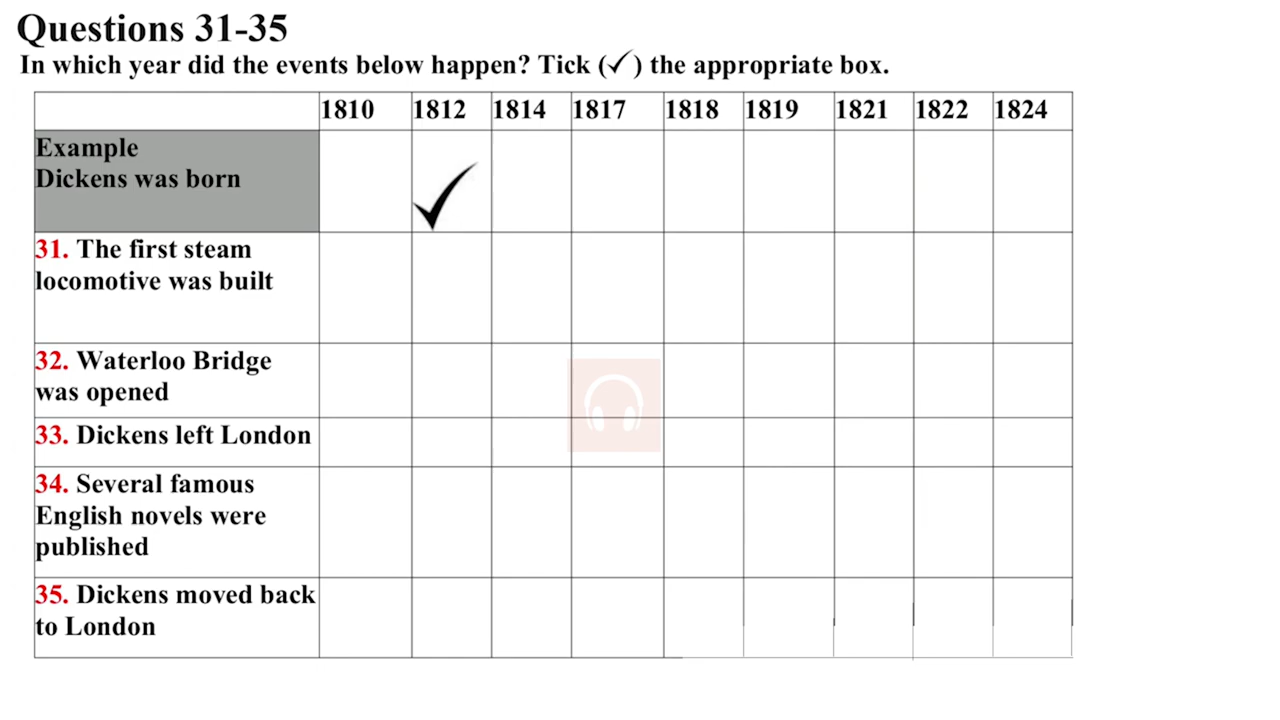 Questions 31-35
In which year did the events below happen? Tick (✓) the appropriate box.
1810 1812 1814 1817 1818 1819 1821 1822 1824
Example
Dickens was born
✓
31. The first steam
locomotive was built
32. Waterloo Bridge
was opened
33. Dickens left London
34. Several famous
English novels were
published
35. Dickens moved back
to London